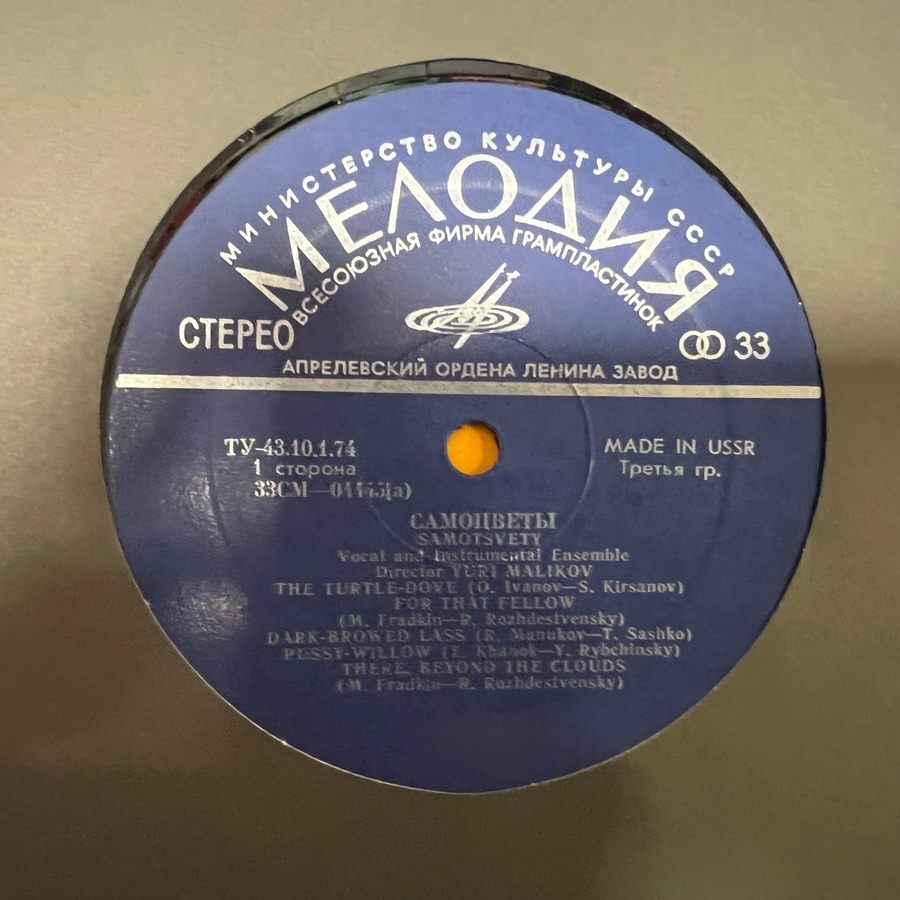 МИНИСТЕРСТВО КУЛЬТУРЫ СССР
МЕЛОДИЯ
ВСЕСОЮЗНАЯ ФИРМА ГРАМПЛАСТИНОК
СТЕРЕО
33
АПРЕЛЕВСКИЙ ОРДЕНА ЛЕНИНА ЗАВОД
ТУ-43.10.1.74
MADE IN USSR
1 сторона
Третья гр.
33СМ—04445(а)
САМОЦВЕТЫ
SAMOTSVETY
Vocal and Instrumental Ensemble
Director YURI MALIKOV
THE TURTLE-DOVE (O. Ivanov—S. Kirsanov)
FOR THAT FELLOW
(M. Fradkin—R. Rozhdestvensky)
DARK-BROWED LASS (R. Manukov—T. Sashko)
PUSSY-WILLOW (E. Khanok—Y. Rybchinsky)
THERE, BEYOND THE CLOUDS
(M. Fradkin—R. Rozhdestvensky)